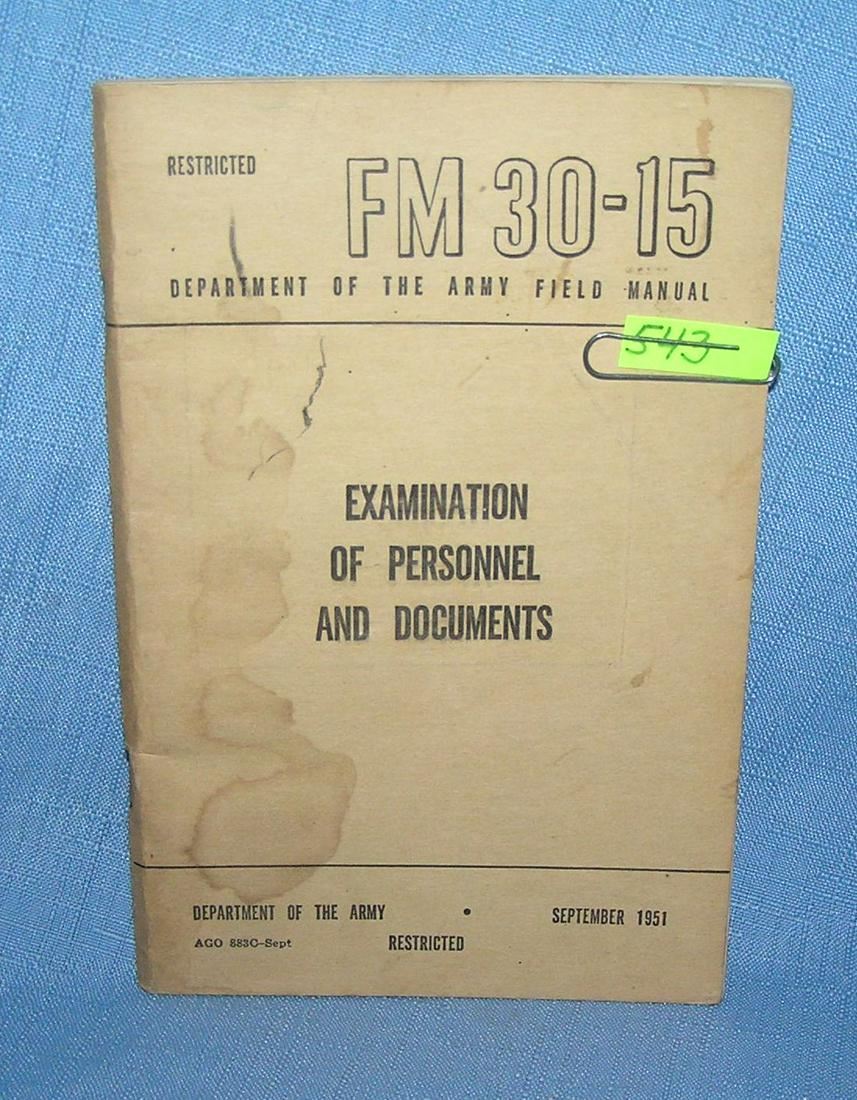 RESTRICTED
FM 30-15
DEPARTMENT OF THE ARMY FIELD MANUAL
543
EXAMINATION
OF PERSONNEL
AND DOCUMENTS
DEPARTMENT OF THE ARMY • SEPTEMBER 1951
AGO 883C-Sept RESTRICTED